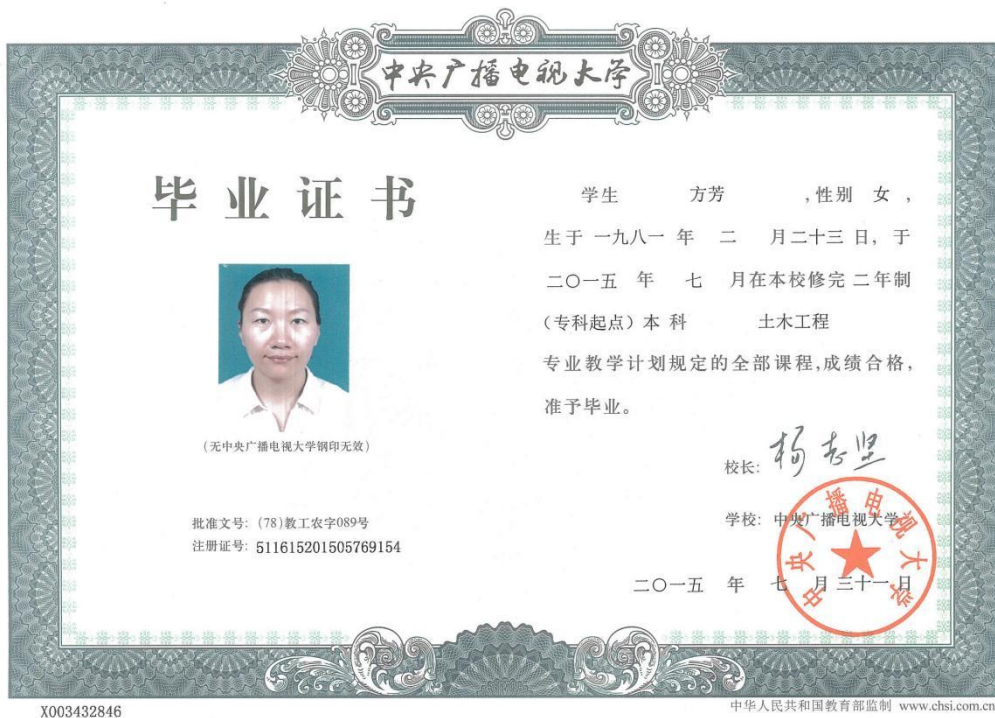 中央广播电视大学
毕业证书
(无中央广播电视大学钢印无效)
批准文号: (78)教工农字089号
注册证号: 511615201505769154
学生 方芳 ,性别 女 ,
生于 一九八一 年 二 月二十三 日, 于
二〇一五 年 七 月在本校修完 二年制
(专科起点) 本 科 土木工程
专业教学计划规定的全部课程,成绩合格,
准予毕业。
校长: 杨志坚
学校: 中央广播电视大学
中央广播电视大学
二〇一五 年 七 月三十一日
X003432846
中华人民共和国教育部监制 www.chsi.com.cn